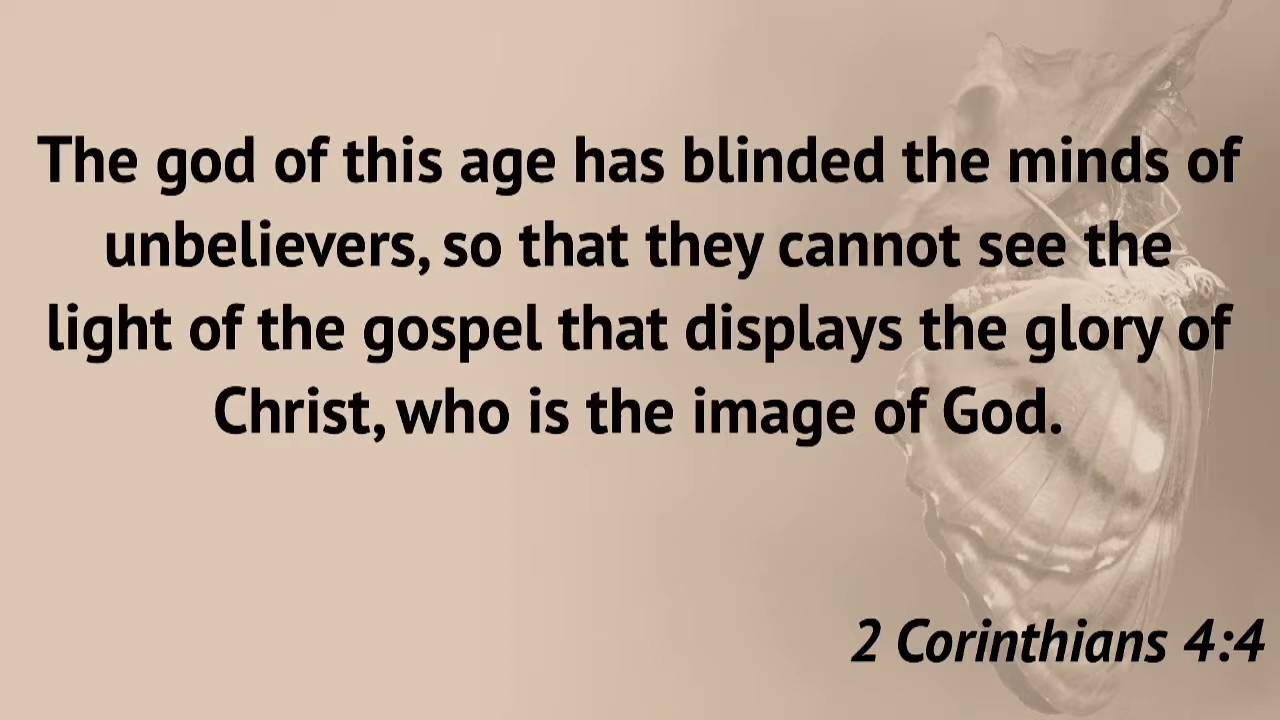 The god of this age has blinded the minds of
unbelievers, so that they cannot see the
light of the gospel that displays the glory of
Christ, who is the image of God.
2 Corinthians 4:4